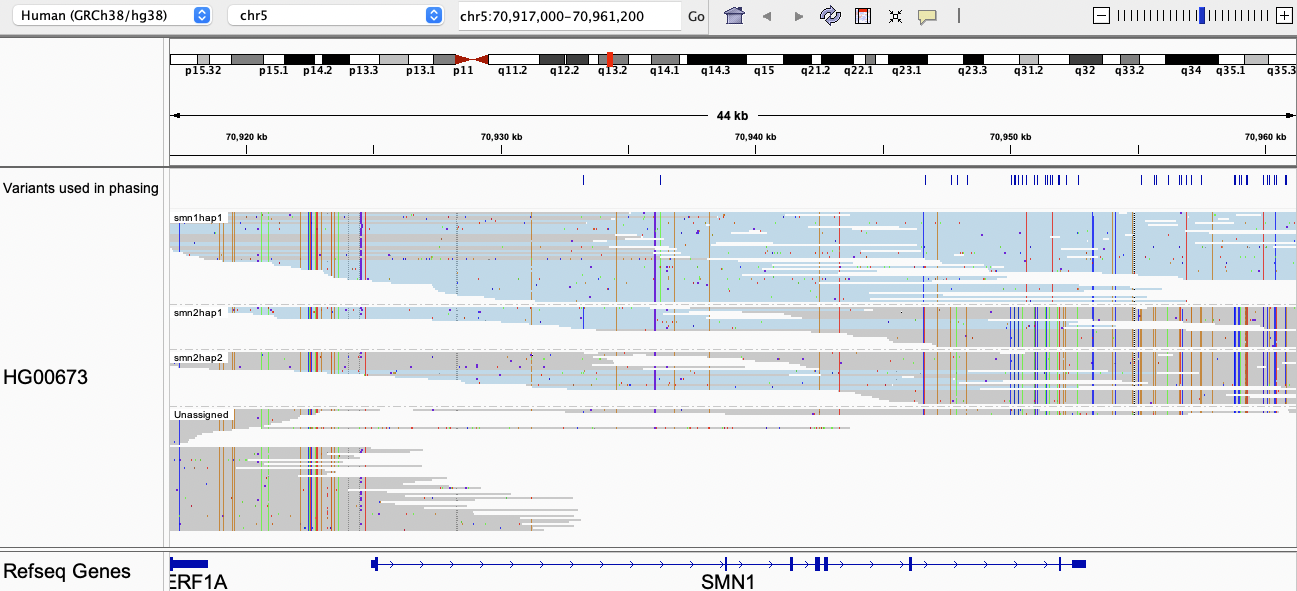 Human (GRCh38/hg38) chr5 chr5:70,917,000-70,961,200 Go
p15.32 p15.1 p14.2 p13.3 p13.1 p11 q11.2 q12.2 q13.2 q14.1 q14.3 q15 q21.2 q22.1 q23.1 q23.3 q31.2 q32 q33.2 q34 q35.1 q35.3
44 kb
70,920 kb 70,930 kb 70,940 kb 70,950 kb 70,960 kb
Variants used in phasing
smn1hap1
smn2hap1
smn2hap2
HG00673
Unassigned
Refseq Genes
ERF1A SMN1